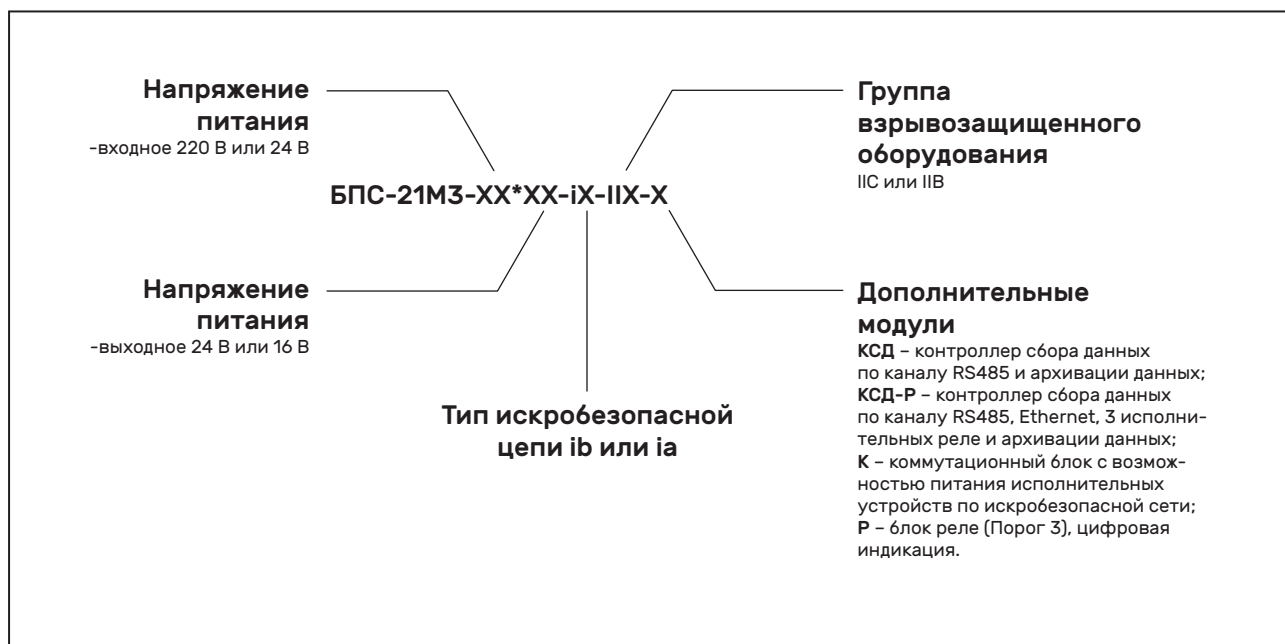 Напряжение
питания
-входное 220 В или 24 В
Группа
взрывозащищенного
оборудования
IIC или IIB
БПС-21М3-ХХ*ХХ-iX-IIX-X
Напряжение
питания
-выходное 24 В или 16 В
Тип искробезопасной
цепи ib или ia
Дополнительные
модули
КСД – контроллер сбора данных
по каналу RS485 и архивации данных;
КСД-Р – контроллер сбора данных
по каналу RS485, Ethernet, 3 исполни-
тельных реле и архивации данных;
К – коммутационный блок с возмож-
ностью питания исполнительных
устройств по искробезопасной сети;
Р – блок реле (Порог 3), цифровая
индикация.